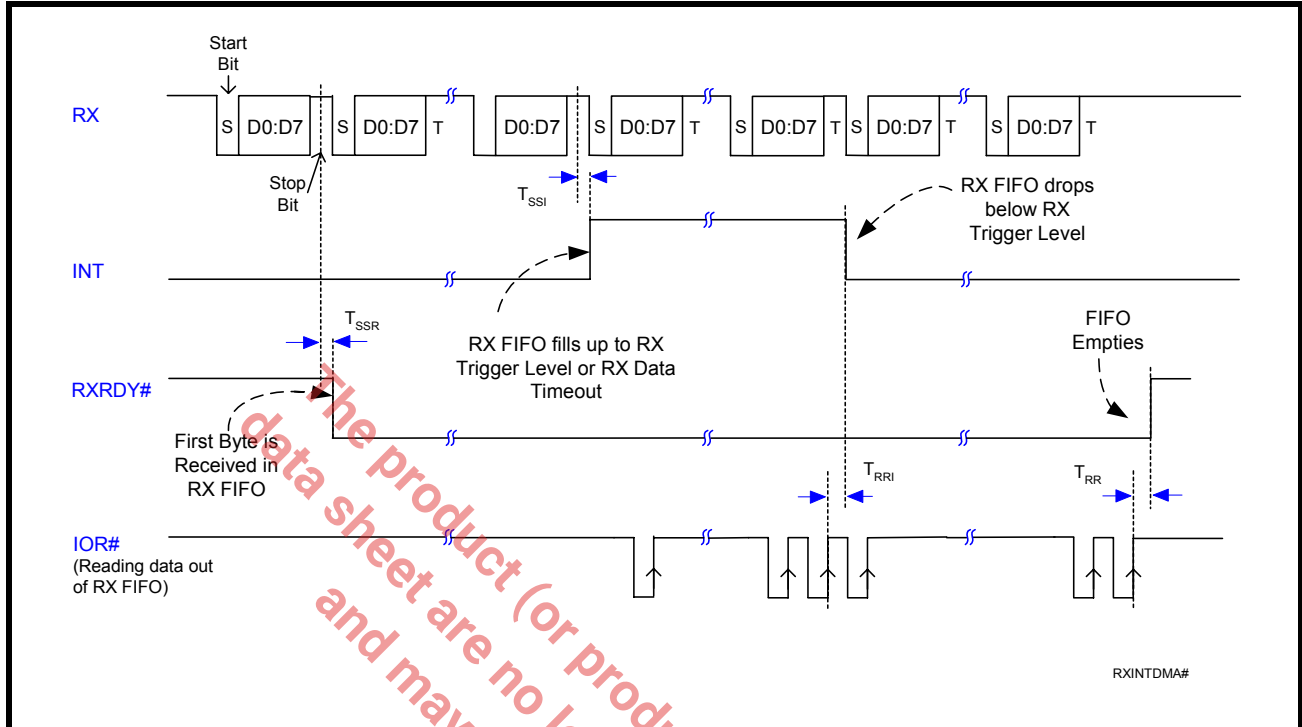 Start
Bit
RX
S
D0:D7
S
D0:D7
T
D0:D7
S
D0:D7
T
S
D0:D7
T
S
D0:D7
T
S
D0:D7
T
Stop
Bit
TSSI
RX FIFO drops
below RX
Trigger Level
INT
TSSR
RX FIFO fills up to RX
Trigger Level or RX Data
Timeout
FIFO
Empties
RXRDY#
First Byte is
Received in
RX FIFO
TRRI
TRR
IOR#
(Reading data out
of RX FIFO)
RXINTDMA#
The product (or produ
data sheet are no l
and may